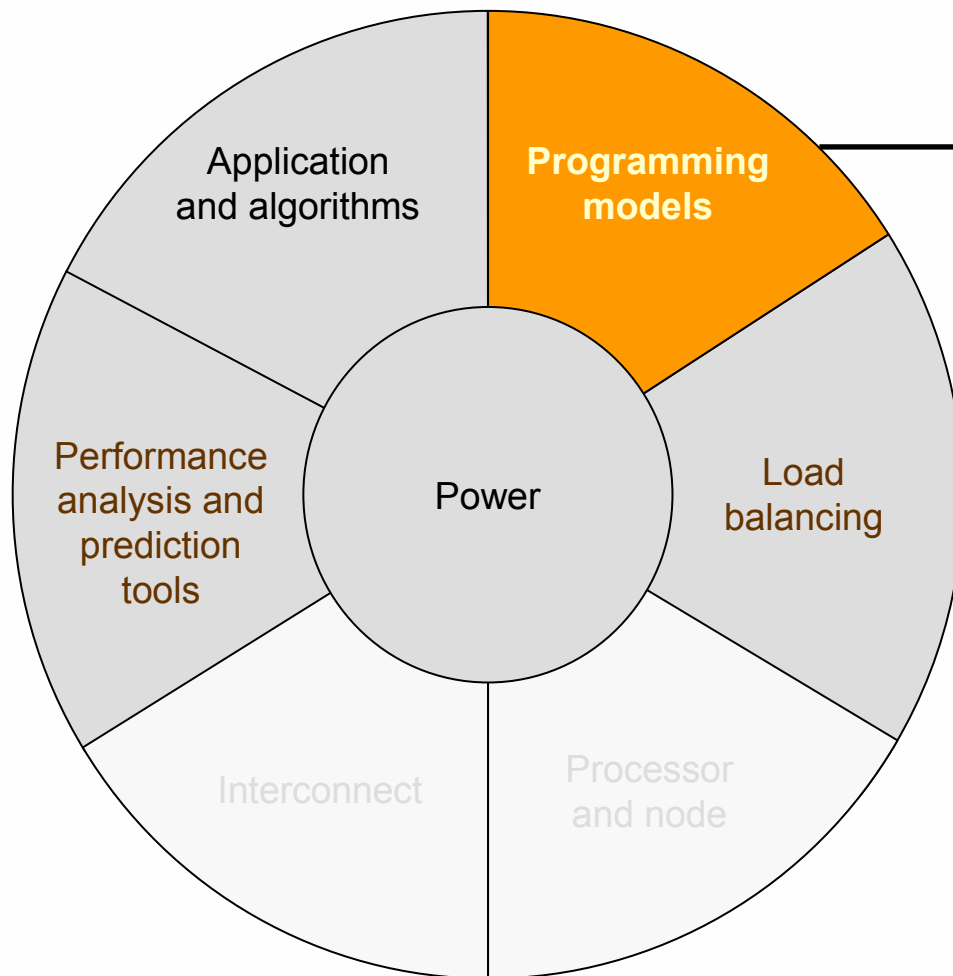 Application
and algorithms
Programming
models
Performance
analysis and
prediction
tools
Power
Load
balancing
Interconnect
Processor
and node